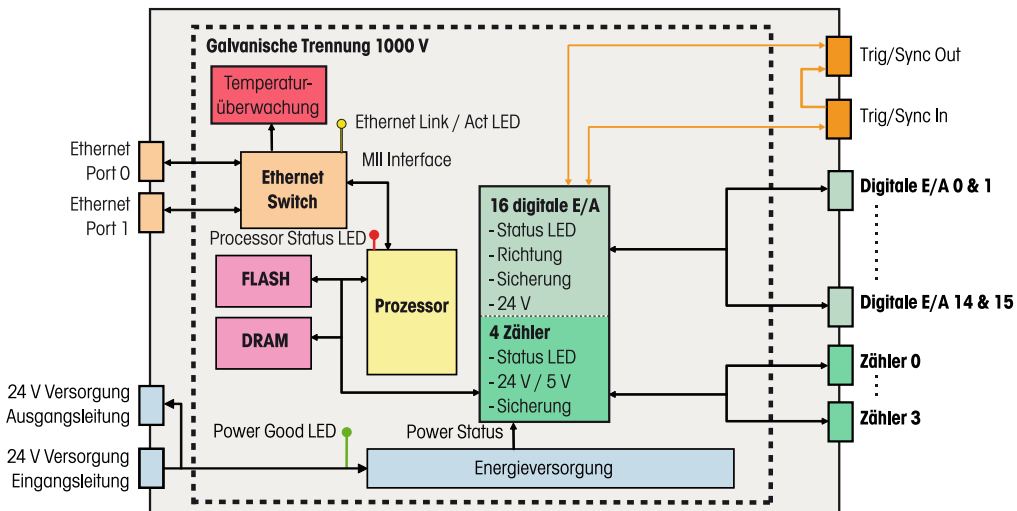 Galvanische Trennung 1000 V
Temperatur-
überwachung
Ethernet Link / Act LED
MII Interface
Ethernet
Port 0
Ethernet
Port 1
Ethernet
Switch
Processor Status LED
FLASH
DRAM
Prozessor
16 digitale E/A
- Status LED
- Richtung
- Sicherung
- 24 V
4 Zähler
- Status LED
- 24 V / 5 V
- Sicherung
Trig/Sync Out
Trig/Sync In
Digitale E/A 0 & 1
Digitale E/A 14 & 15
Zähler 0
Zähler 3
24 V Versorgung
Ausgangsleitung
24 V Versorgung
Eingangsleitung
Power Good LED
Power Status
Energieversorgung